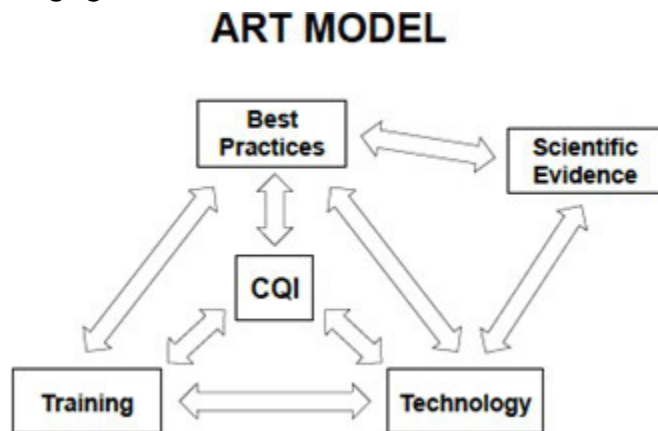 ART MODEL
Best
Practices
Scientific
Evidence
CQI
Training
Technology